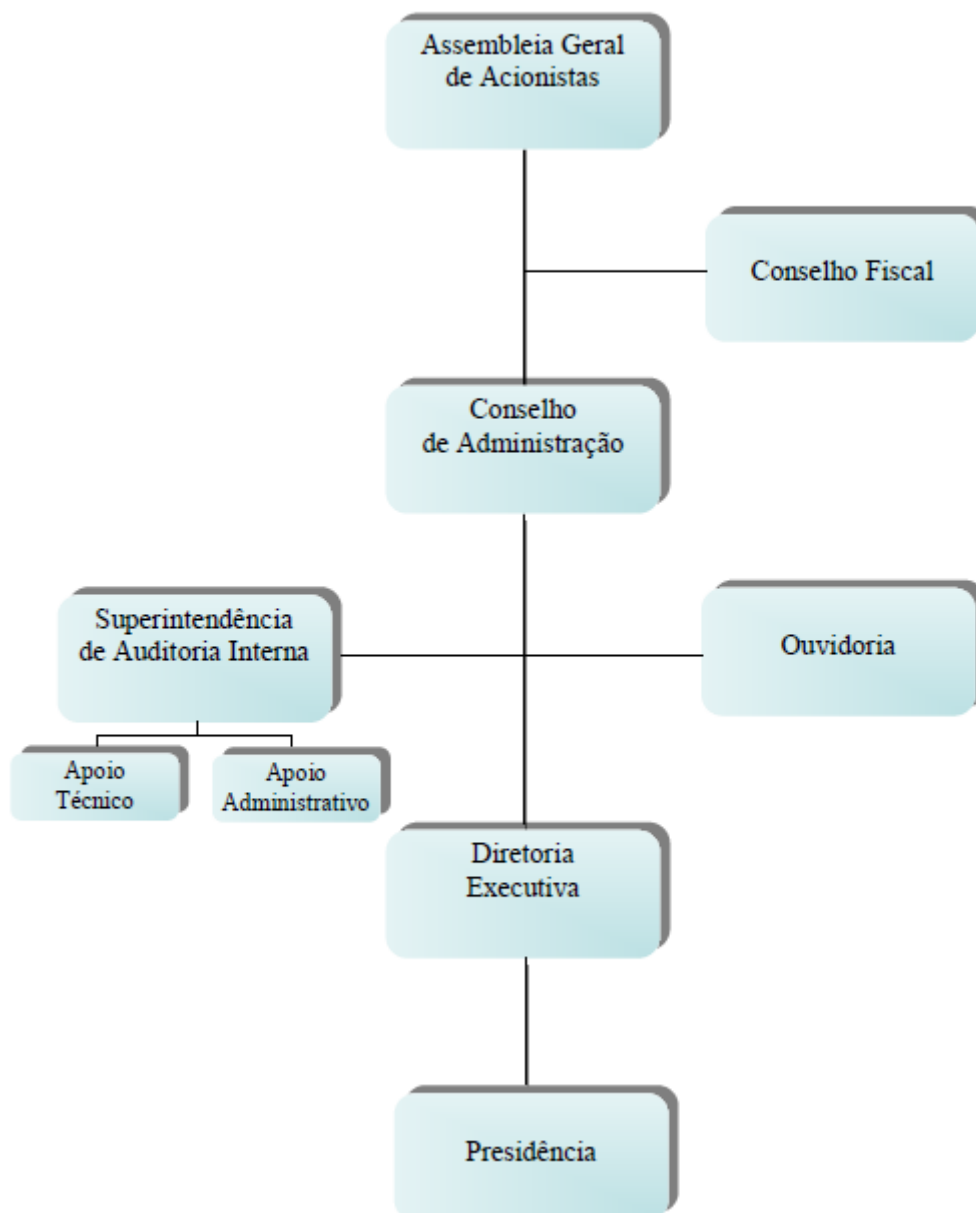 Assembleia Geral
de Acionistas
Conselho Fiscal
Conselho
de Administração
Superintendência
de Auditoria Interna
Ouvidoria
Apoio
Técnico
Apoio
Administrativo
Diretoria
Executiva
Presidência